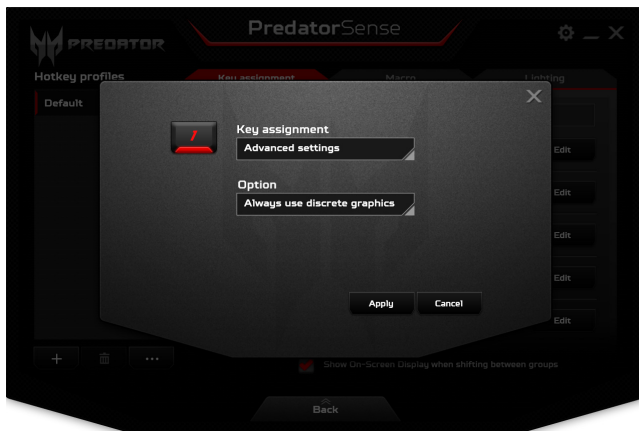 PREDATOR
PredatorSense
Hotkey profiles
Key assignment
Macro
Lighting
Default
1
Key assignment
Advanced settings
Option
Always use discrete graphics
Edit
Edit
Edit
Edit
Edit
Apply
Cancel
Show On-Screen Display when shifting between groups
Back